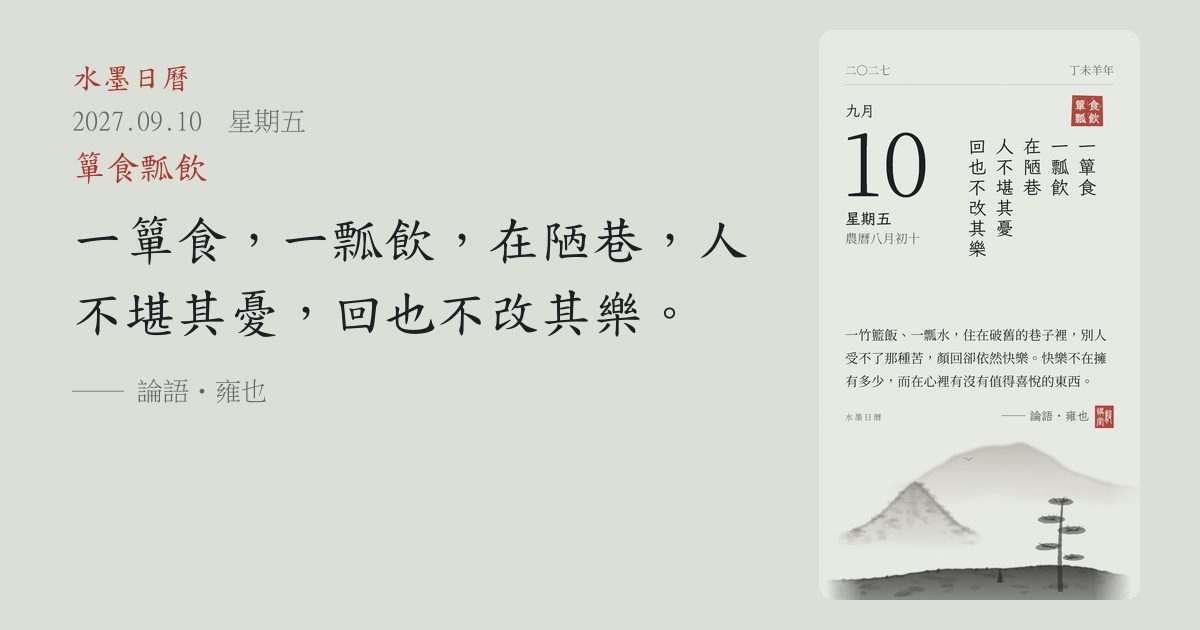 水墨日曆
2027.09.10 星期五
簞食瓢飲
一簞食，一瓢飲，在陋巷，人
不堪其憂，回也不改其樂。
—— 論語・雍也
二〇二七
丁未羊年
九月
10
星期五
農曆八月初十
簞食瓢飲
一簞食
一瓢飲
在陋巷
人不堪其憂
回也不改其樂
一竹籃飯、一瓢水，住在破舊的巷子裡，別人
受不了那種苦，顏回卻依然快樂。快樂不在擁
有多少，而在心裡有沒有值得喜悅的東西。
水墨日曆
—— 論語・雍也